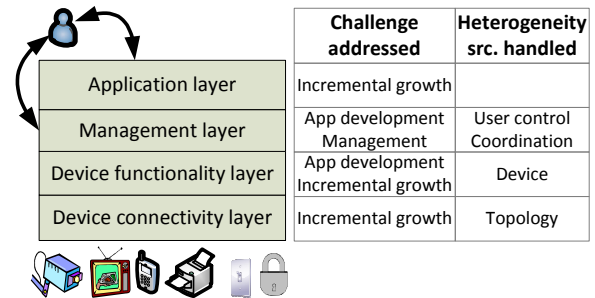 Challenge addressed
Heterogeneity src. handled
Application layer
Incremental growth
Management layer
App development Management
User control Coordination
Device functionality layer
App development Incremental growth
Device
Device connectivity layer
Incremental growth
Topology